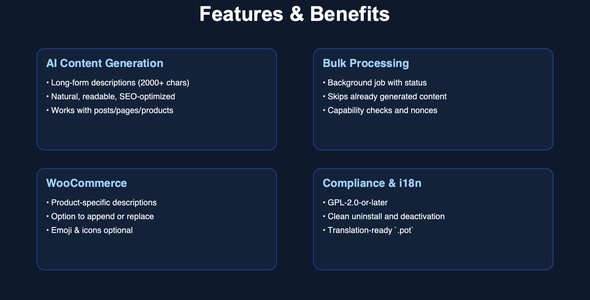 Features & Benefits
AI Content Generation
• Long-form descriptions (2000+ chars)
• Natural, readable, SEO-optimized
• Works with posts/pages/products
Bulk Processing
• Background job with status
• Skips already generated content
• Capability checks and nonces
WooCommerce
• Product-specific descriptions
• Option to append or replace
• Emoji & icons optional
Compliance & i18n
• GPL-2.0-or-later
• Clean uninstall and deactivation
• Translation-ready `.pot`